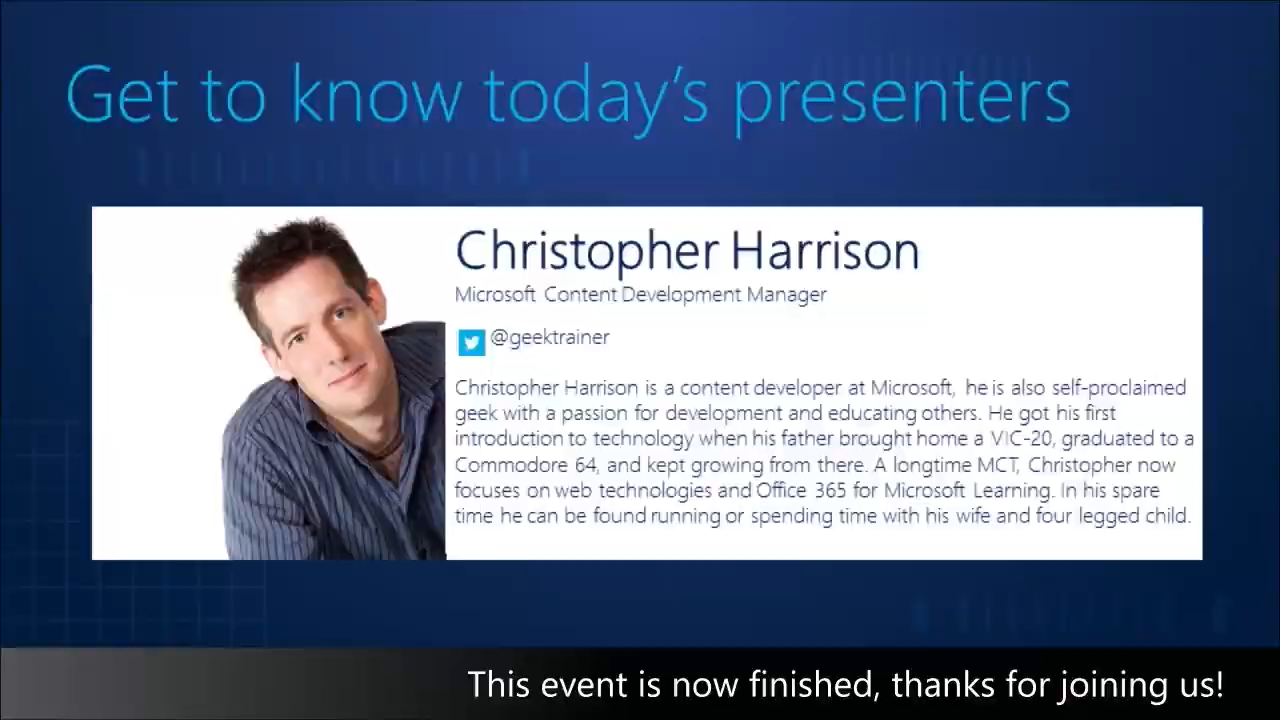 Get to know today's presenters
Christopher Harrison
Microsoft Content Development Manager
@geektrainer
Christopher Harrison is a content developer at Microsoft, he is also self-proclaimed
geek with a passion for development and educating others. He got his first
introduction to technology when his father brought home a VIC-20, graduated to a
Commodore 64, and kept growing from there. A longtime MCT, Christopher now
focuses on web technologies and Office 365 for Microsoft Learning. In his spare
time he can be found running or spending time with his wife and four legged child.
This event is now finished, thanks for joining us!